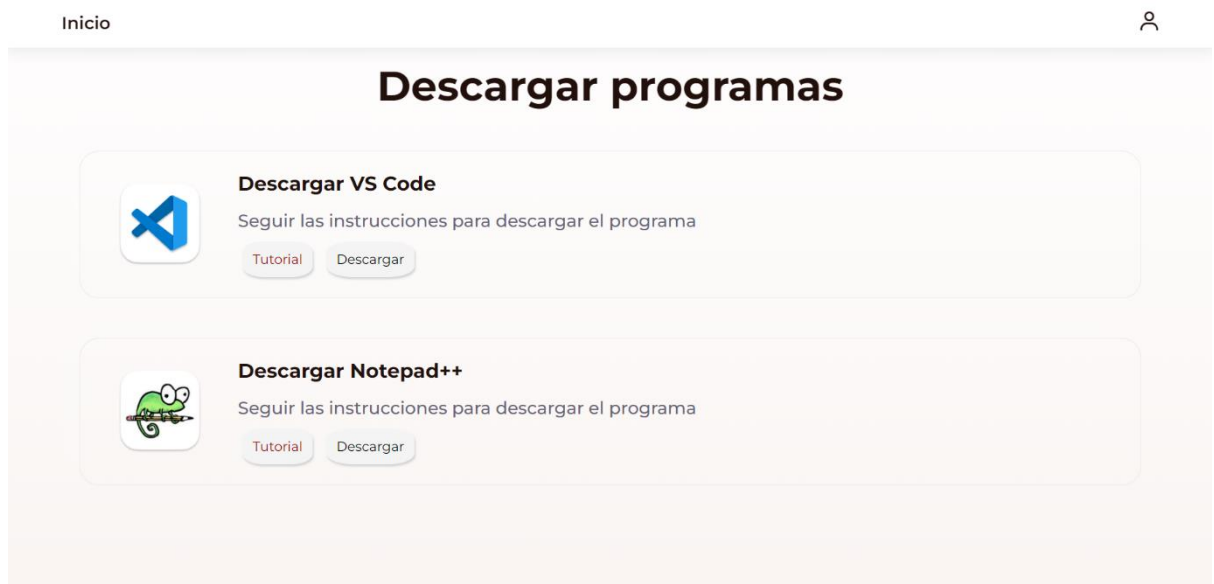 Inicio
Descargar programas
Descargar VS Code
Seguir las instrucciones para descargar el programa
Tutorial Descargar
Descargar Notepad++
Seguir las instrucciones para descargar el programa
Tutorial Descargar